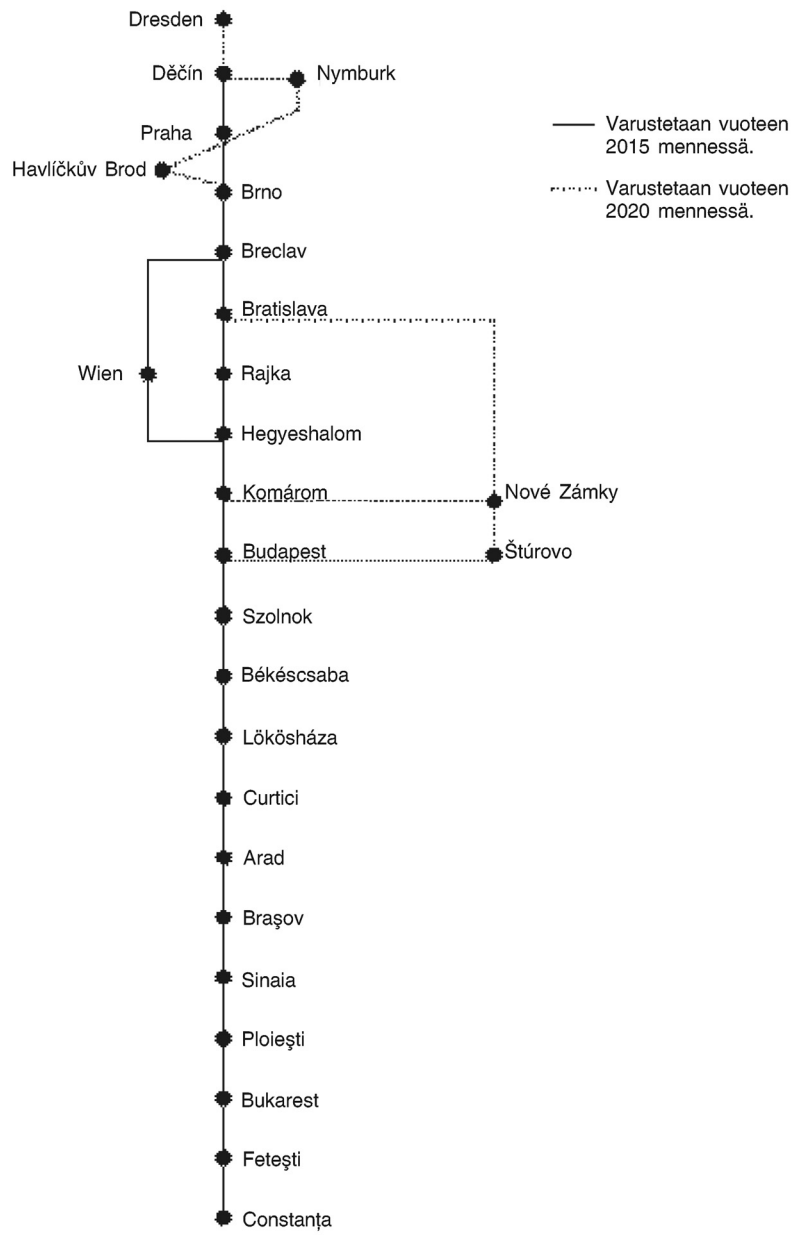 Dresden
Děčín
Nymburk
Praha
Havlíčkův Brod
Brno
Breclav
Bratislava
Wien
Rajka
Hegyeshalom
Komárom
Nové Zámky
Budapest
Štúrovo
Szolnok
Békéscsaba
Lökösháza
Curtici
Arad
Braşov
Sinaia
Ploieşti
Bukarest
Feteşti
Constanţa
Varustetaan vuoteen
2015 mennessä.
Varustetaan vuoteen
2020 mennessä.